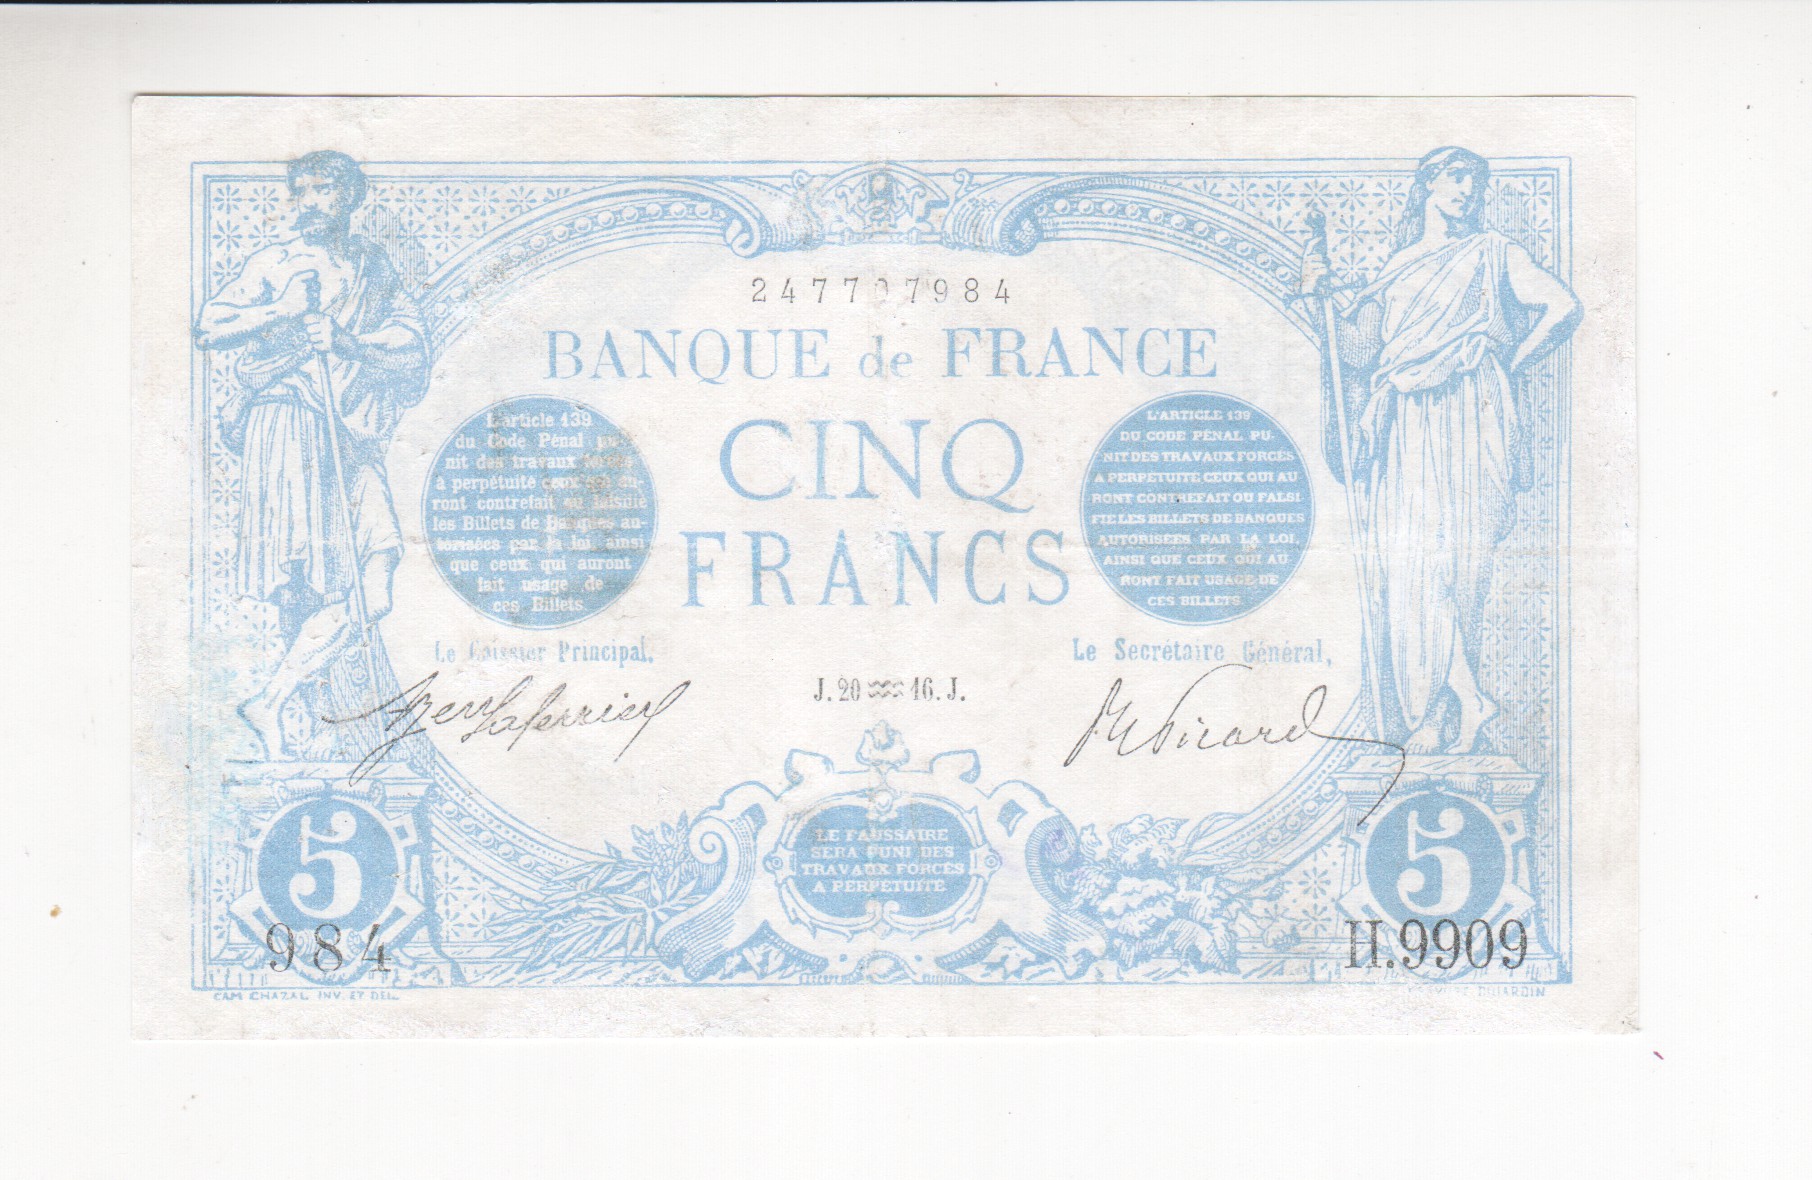 247707984
BANQUE de FRANCE
CINQ
FRANCS
L'article 139
du Code Pénal pu-
nit des travaux forcés
à perpétuité ceux qui au-
ront contrefait ou falsifié
les Billets de Banques au-
torisées par la loi, ainsi
que ceux qui auront
fait usage de
ces Billets.
L'ARTICLE 139
DU CODE PÉNAL PU-
NIT DES TRAVAUX FORCÉS
A PERPÉTUITÉ CEUX QUI AU
RONT CONTREFAIT OU FALSI
FIÉ LES BILLETS DE BANQUES
AUTORISÉES PAR LA LOI,
AINSI QUE CEUX QUI AU
RONT FAIT USAGE DE
CES BILLETS
Le Caissier Principal,
Le Secrétaire Général,
J.20 16.J.
Picard
5
LE FAUSSAIRE
SERA PUNI DES
TRAVAUX FORCÉS
A PERPÉTUITÉ
5
984
H.9909
CAM CHAZAL INV. ET DEL.
DUJARDIN